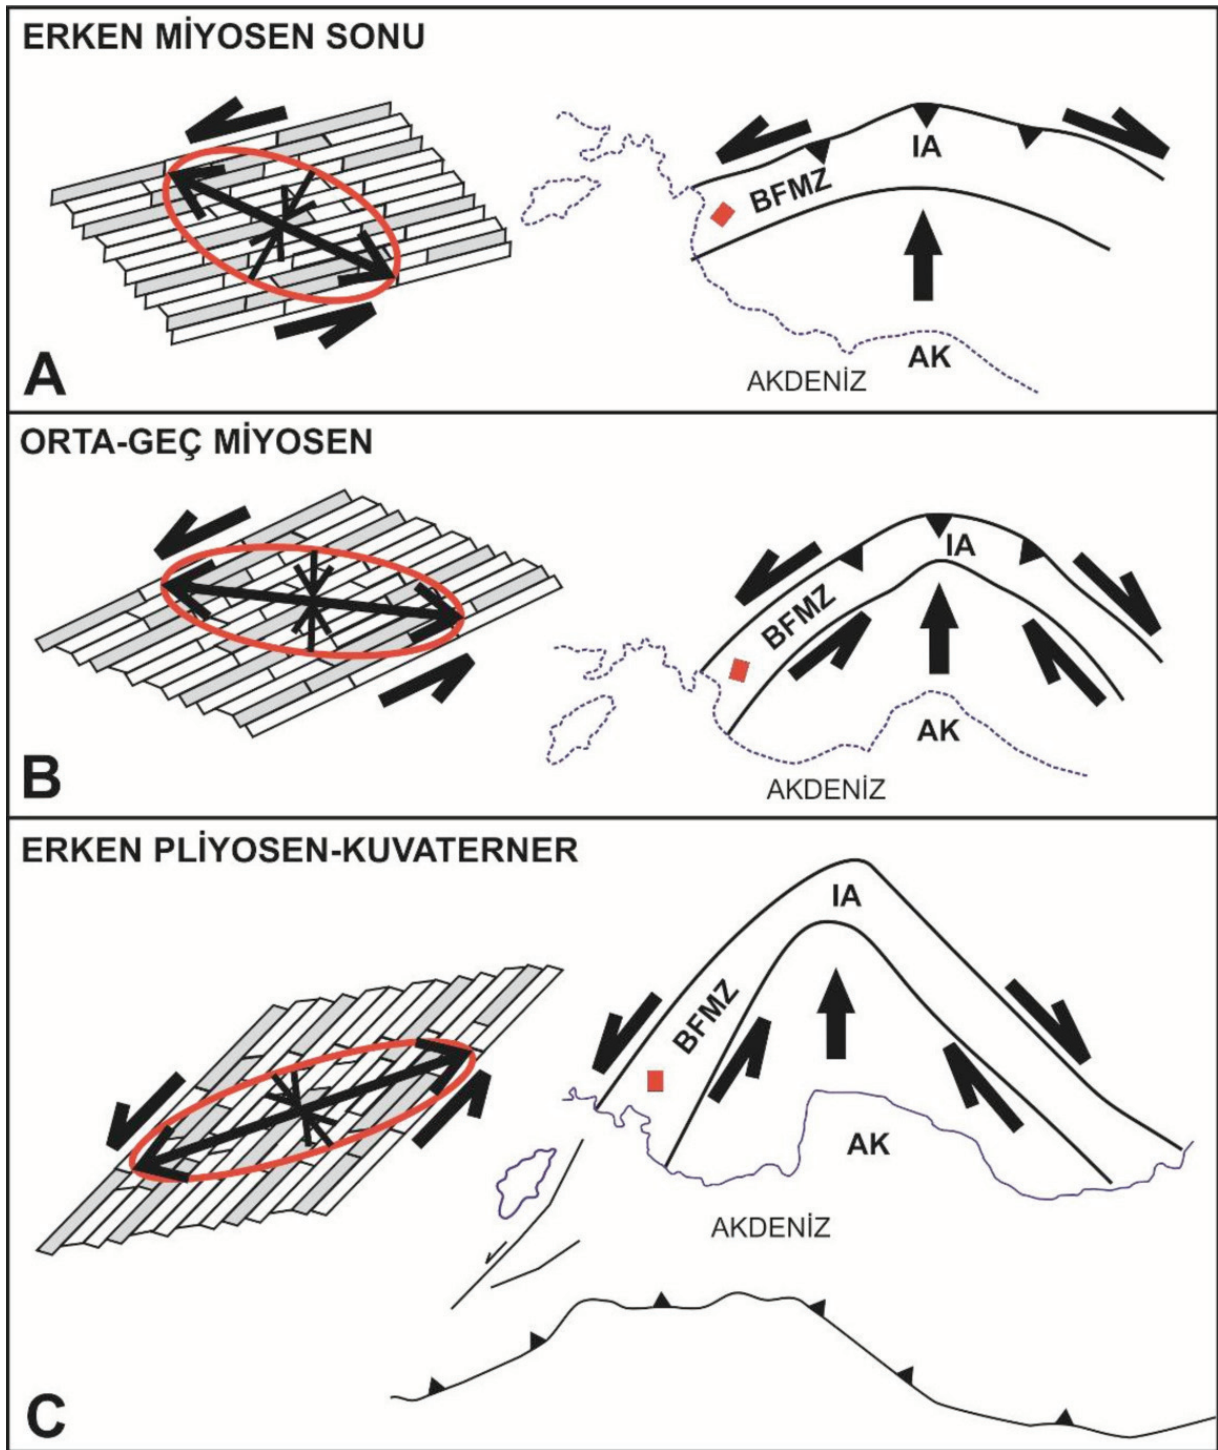 ERKEN MİYOSEN SONU
IA
BFMZ
AK
AKDENİZ
A
ORTA-GEÇ MİYOSEN
IA
BFMZ
AK
AKDENİZ
B
ERKEN PLİYOSEN-KUVATERNER
IA
BFMZ
AK
AKDENİZ
C